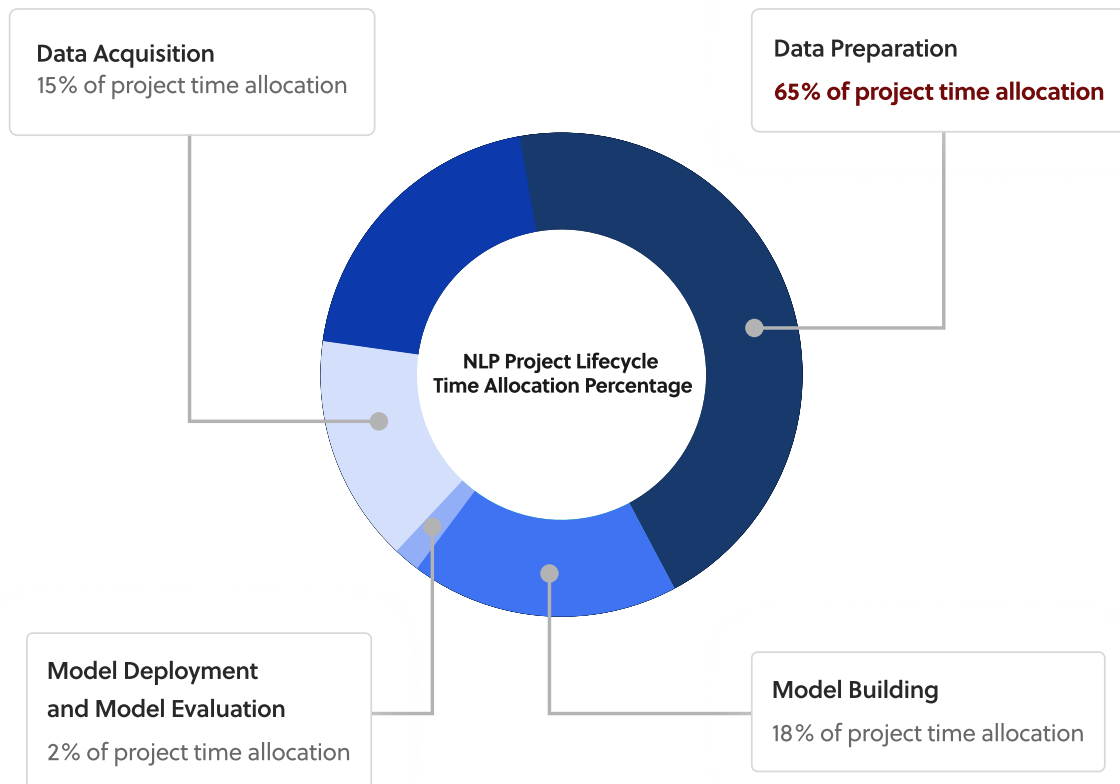 Data Acquisition
15% of project time allocation
Data Preparation
65% of project time allocation
NLP Project Lifecycle
Time Allocation Percentage
Model Deployment
and Model Evaluation
2% of project time allocation
Model Building
18% of project time allocation